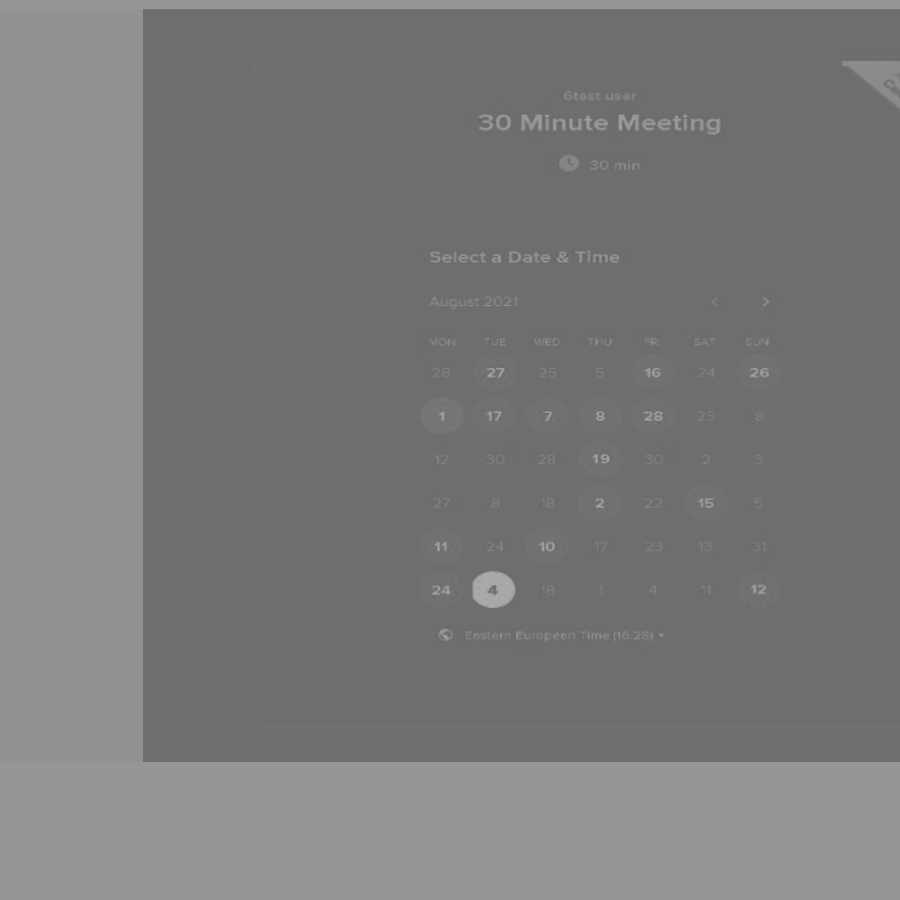 6test user
30 Minute Meeting
30 min
Select a Date & Time
August 2021
MON TUE WED THU FRI SAT SUN
28 27 25 5 16 24 26
1 17 7 8 28 25 8
12 30 28 19 30 2 3
27 8 18 2 22 15 5
11 24 10 17 23 13 31
24 4 18 1 4 11 12
Eastern European Time (16:28)